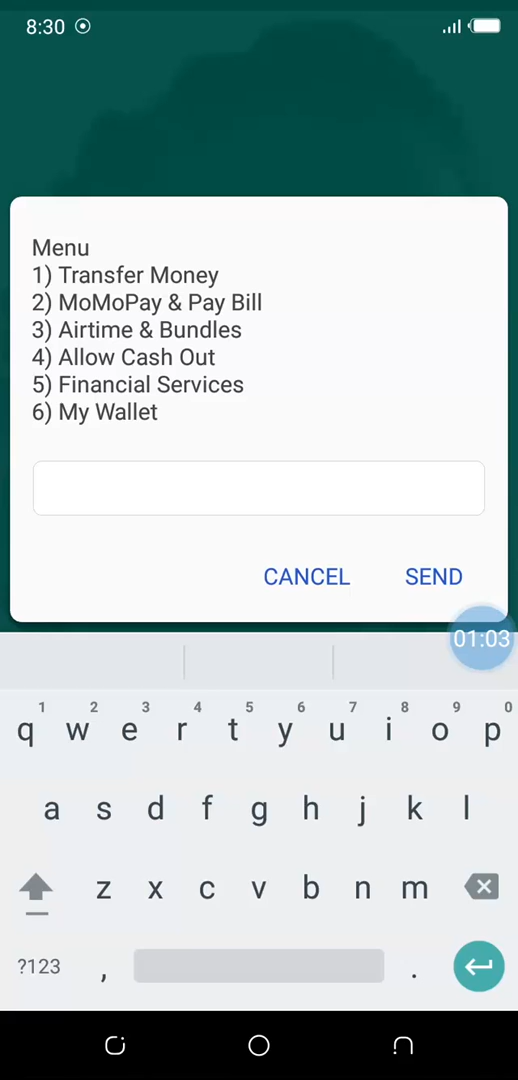 8:30
Menu
1) Transfer Money
2) MoMoPay & Pay Bill
3) Airtime & Bundles
4) Allow Cash Out
5) Financial Services
6) My Wallet
CANCEL SEND
01:03
1 2 3 4 5 6 7 8 9 0
q w e r t y u i o p
a s d f g h j k l
z x c v b n m
?123 , .